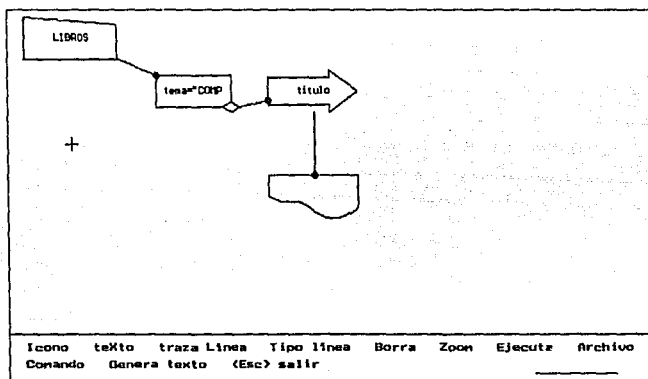 LIBROS
tema="COMP
titulo
Icono teXto traza Linea Tipo linea Borra Zoom Ejecuta Archivo
Comando Genera texto <Esc> salir